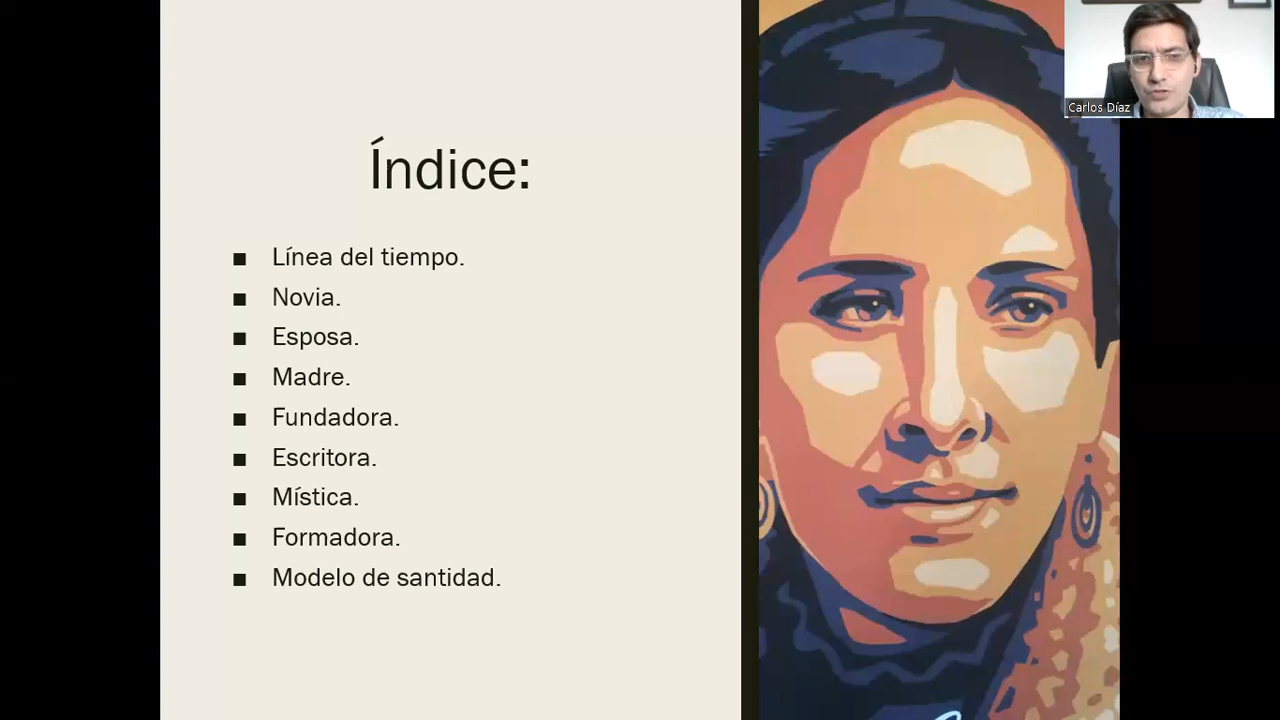 Índice:
Línea del tiempo.
Novia.
Esposa.
Madre.
Fundadora.
Escritora.
Mística.
Formadora.
Modelo de santidad.
Carlos Díaz